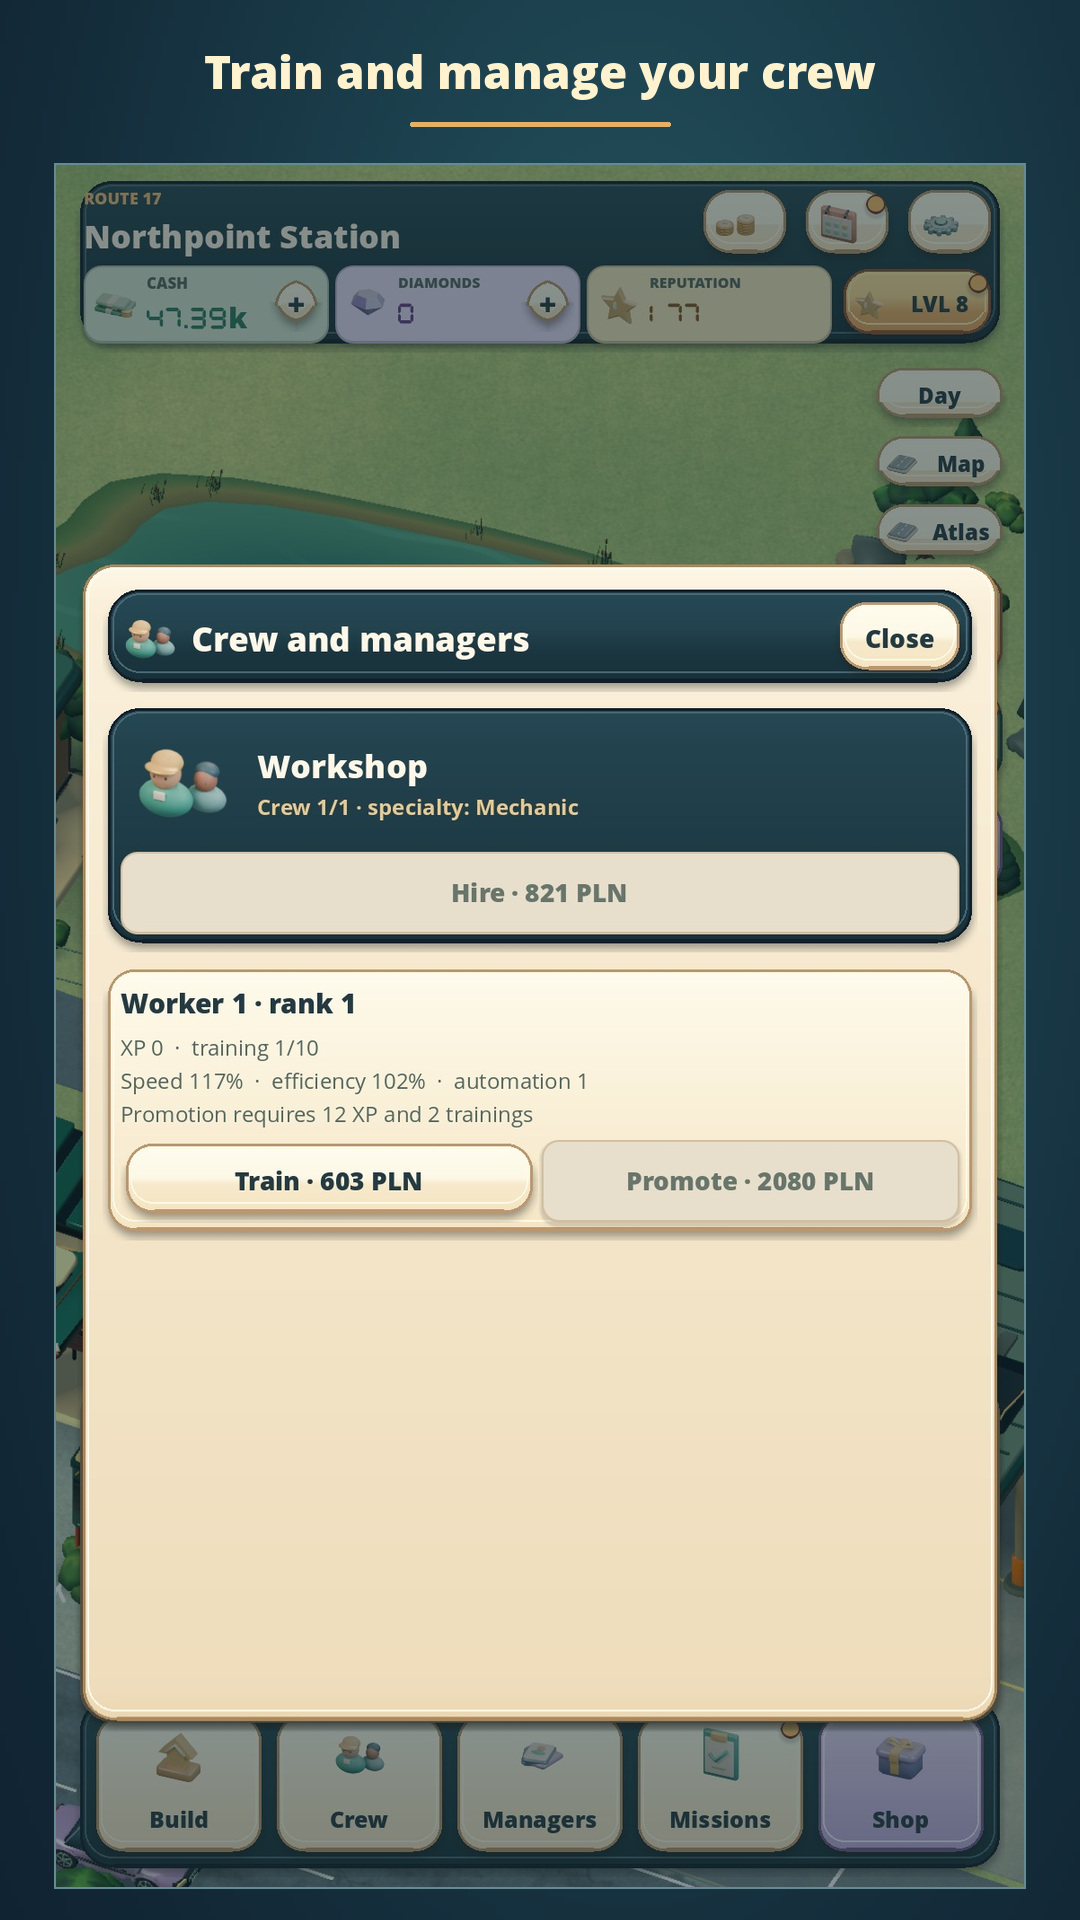 Train and manage your crew
ROUTE 17
Northpoint Station
CASH
47.39k
+
DIAMONDS
0
+
REPUTATION
177
LVL 8
Day
Map
Atlas
Crew and managers
Close
Workshop
Crew 1/1 · specialty: Mechanic
Hire · 821 PLN
Worker 1 · rank 1
XP 0 · training 1/10
Speed 117% · efficiency 102% · automation 1
Promotion requires 12 XP and 2 trainings
Train · 603 PLN
Promote · 2080 PLN
Build
Crew
Managers
Missions
Shop